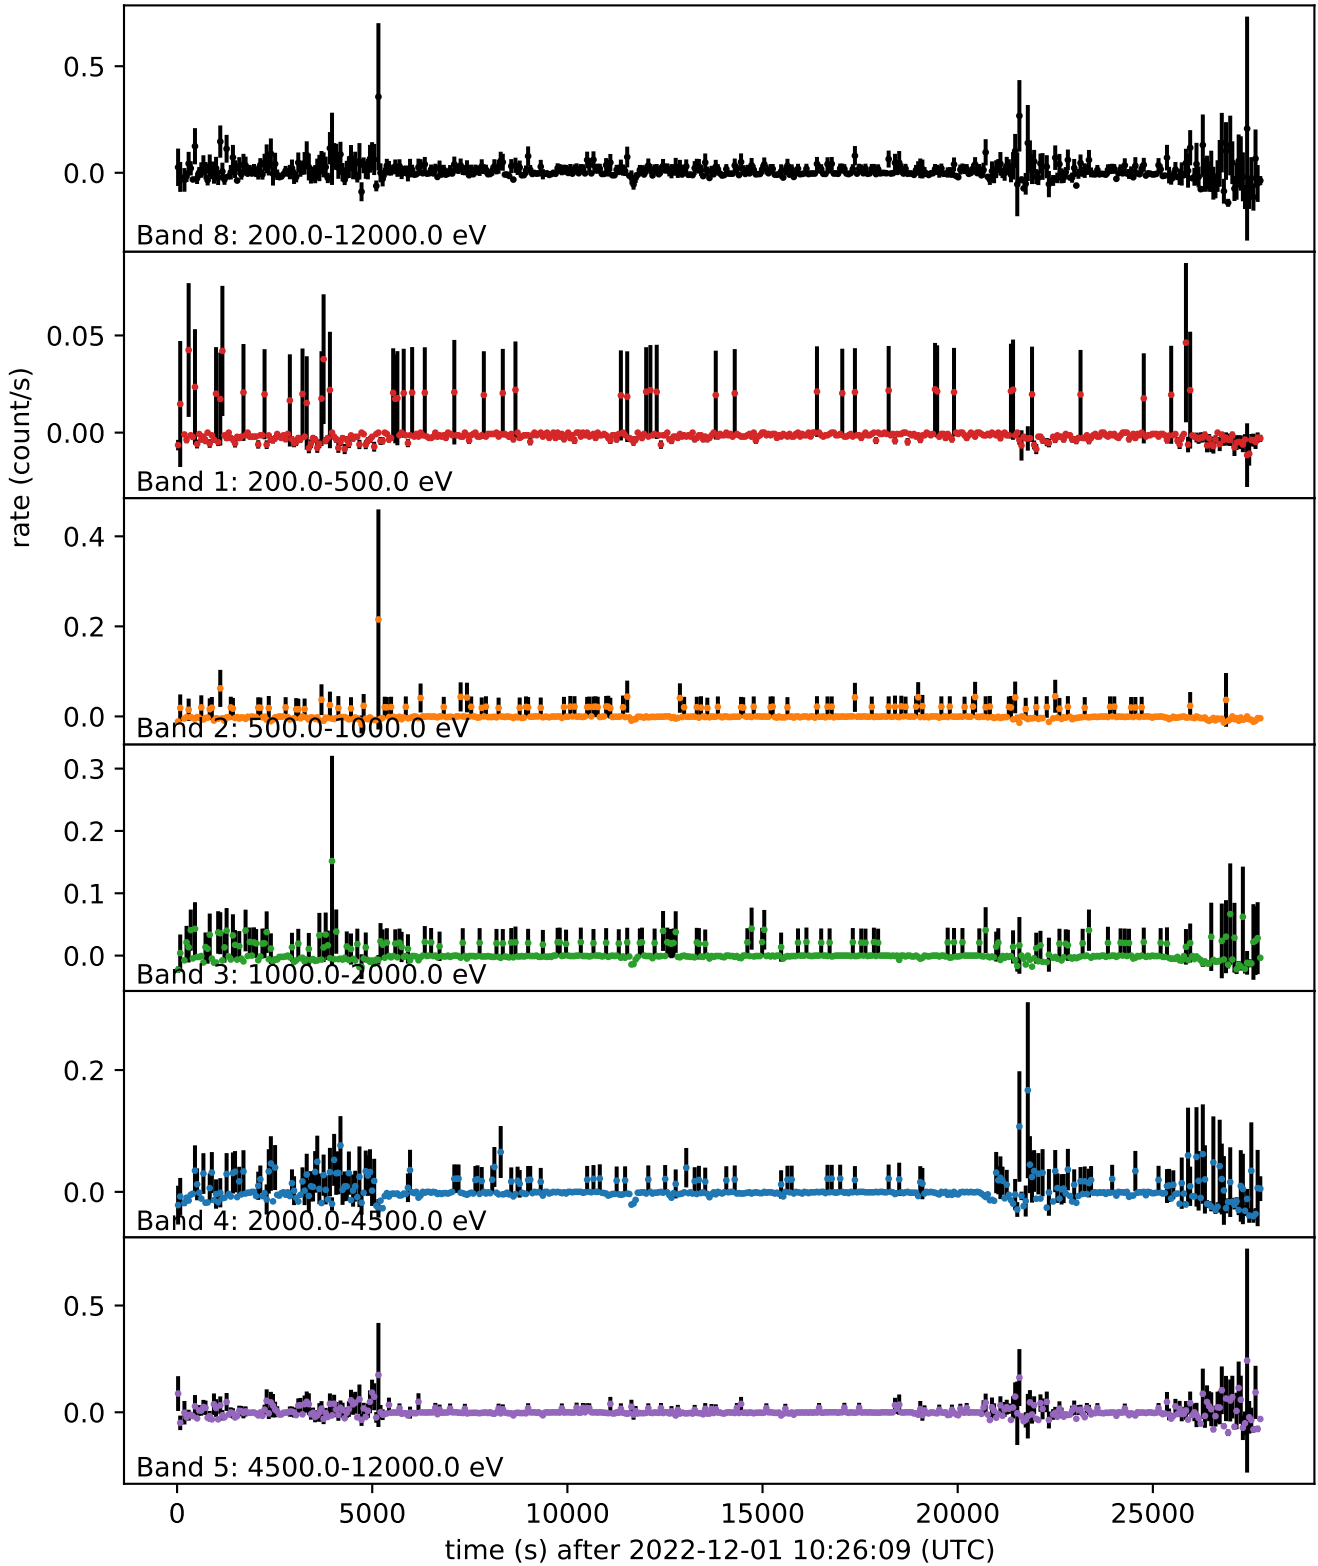 0.5
0.0
Band 8: 200.0-12000.0 eV
0.05
0.00
Band 1: 200.0-500.0 eV
rate (count/s)
0.4
0.2
0.0
Band 2: 500.0-1000.0 eV
0.3
0.2
0.1
0.0
Band 3: 1000.0-2000.0 eV
0.2
0.0
Band 4: 2000.0-4500.0 eV
0.5
0.0
Band 5: 4500.0-12000.0 eV
0 5000 10000 15000 20000 25000
time (s) after 2022-12-01 10:26:09 (UTC)